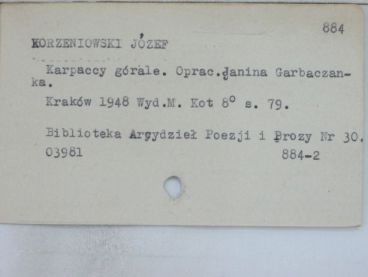 884
KORZENIOWSKI JÓZEF
Karpaccy górale. Oprac.Janina Garbaczan-
ka.
Kraków 1948 Wyd.M. Kot 8° s. 79.
Biblioteka Arcydzieł Poezji i Prozy Nr 30.
03981 884-2